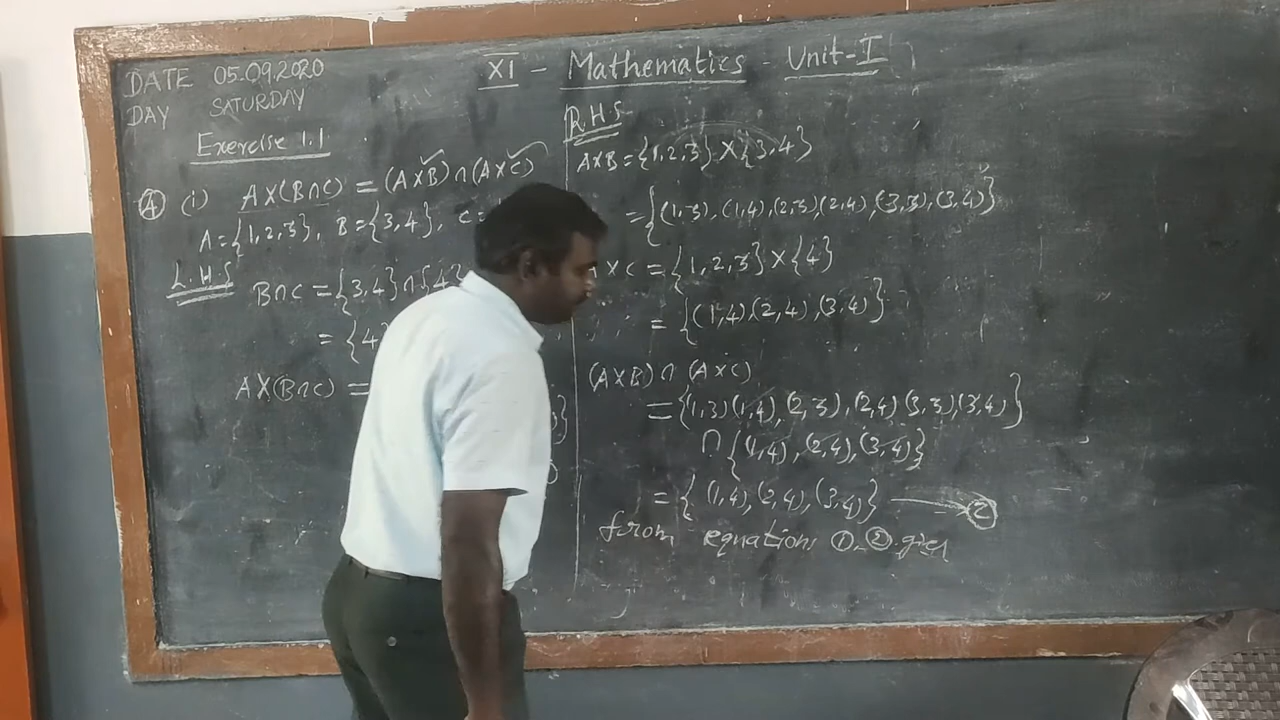 DATE 05.09.2020
DAY SATURDAY
XI - Mathematics - Unit-I
Exercise 1.1
④ (i) A×(B∩C) = (A×B)∩(A×C)
A={1,2,3}, B={3,4}, C=
L.H.S
B∩C = {3,4}∩{4}
= {4}
A×(B∩C) =
R.H.S
A×B = {1,2,3}×{3,4}
= {(1,3),(1,4),(2,3)(2,4),(3,3),(3,4)}
×C = {1,2,3}×{4}
= {(1,4),(2,4),(3,4)}
(A×B)∩(A×C)
= {(1,3)(1,4),(2,3),(2,4)(3,3),(3,4)}
∩{(1,4),(2,4),(3,4)}
= {(1,4),(2,4),(3,4)} ②
from equations ①, ② gives